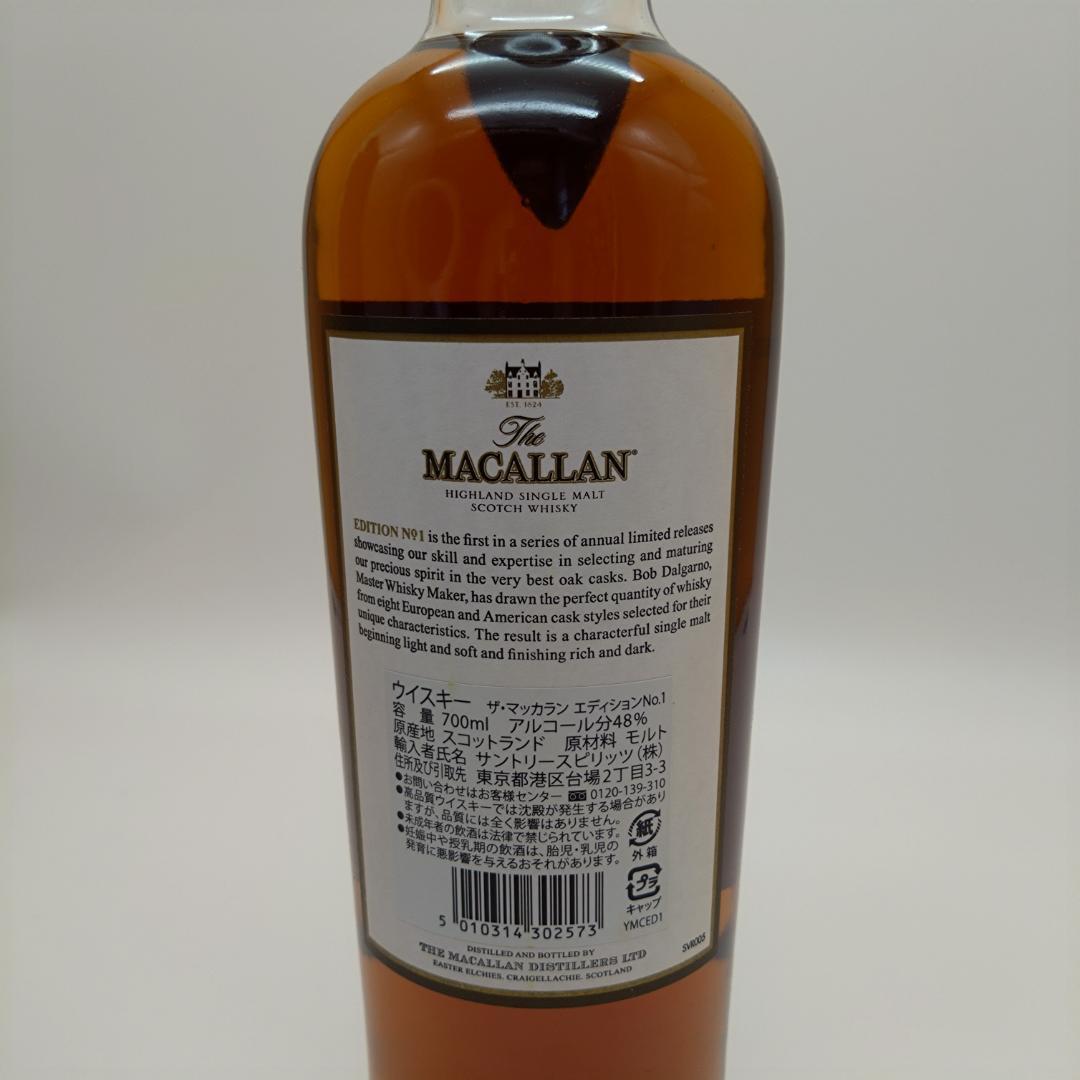 EST. 1824
The
MACALLAN®
HIGHLAND SINGLE MALT
SCOTCH WHISKY
EDITION Nº1 is the first in a series of annual limited releases
showcasing our skill and expertise in selecting and maturing
our precious spirit in the very best oak casks. Bob Dalgarno,
Master Whisky Maker, has drawn the perfect quantity of whisky
from eight European and American cask styles selected for their
unique characteristics. The result is a characterful single malt
beginning light and soft and finishing rich and dark.
ウイスキー ザ・マッカラン エディションNo.1
容量 700ml アルコール分48%
原産地 スコットランド 原材料 モルト
輸入者氏名 サントリースピリッツ(株)
住所及び引取先 東京都港区台場2丁目3-3
●お問い合わせはお客様センター 0120-139-310
●高品質ウイスキーでは沈殿が発生する場合があり
ますが、品質には全く影響はありません。
●未成年者の飲酒は法律で禁じられています。
●妊娠中や授乳期の飲酒は、胎児・乳児の
発育に悪影響を与えるおそれがあります。
紙
外箱
プラ
キャップ
YMCED1
5 010314 302573
SVR005
DISTILLED AND BOTTLED BY
THE MACALLAN DISTILLERS LTD
EASTER ELCHIES, CRAIGELLACHIE, SCOTLAND